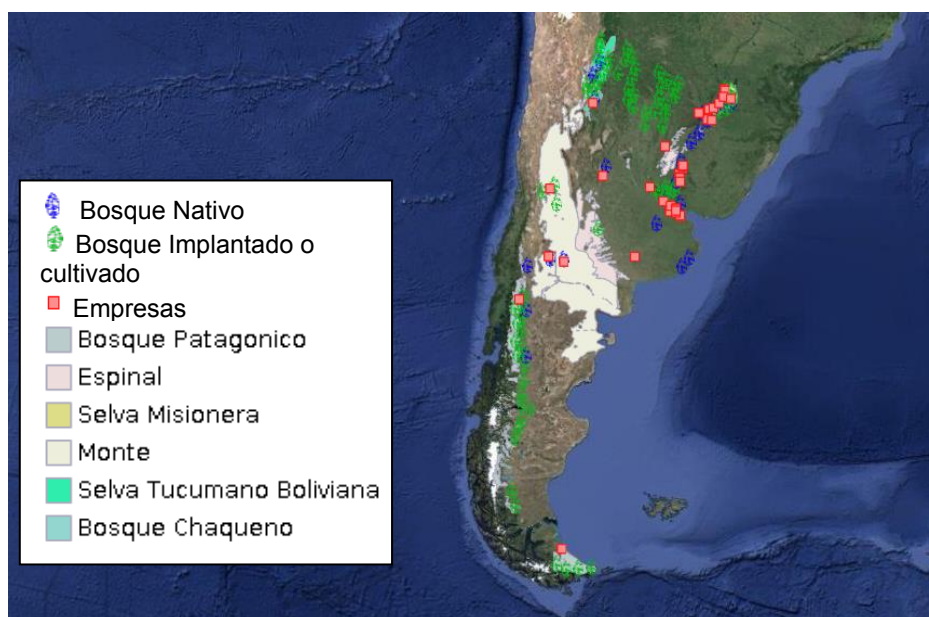 Bosque Nativo
Bosque Implantado o
cultivado
Empresas
Bosque Patagonico
Espinal
Selva Misionera
Monte
Selva Tucumano Boliviana
Bosque Chaqueno